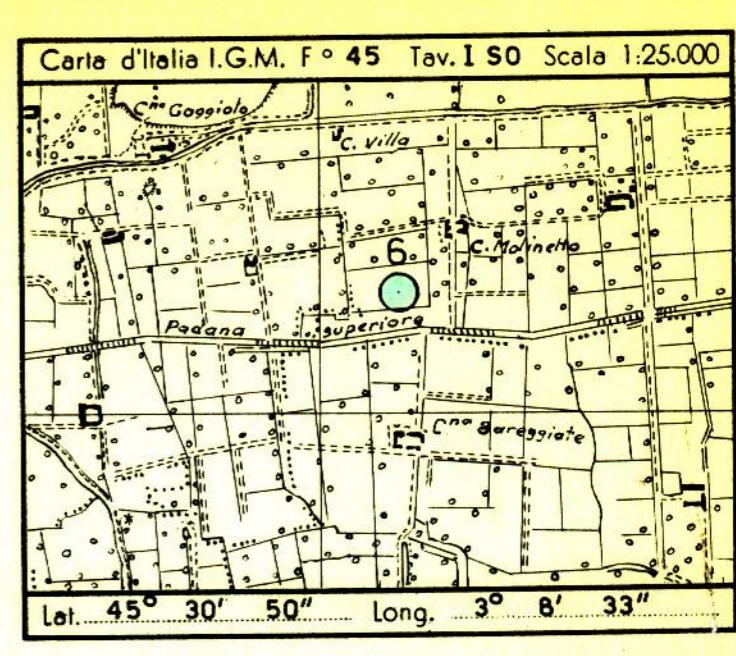 Carta d'Italia I.G.M. F° 45 Tav. I SO Scala 1:25.000
C.na Gaggiolo
C. Villa
6
C. Molinetto
Padana superiore
C.na Bareggiate
Lat. 45° 30' 50" Long. 3° 8' 33"